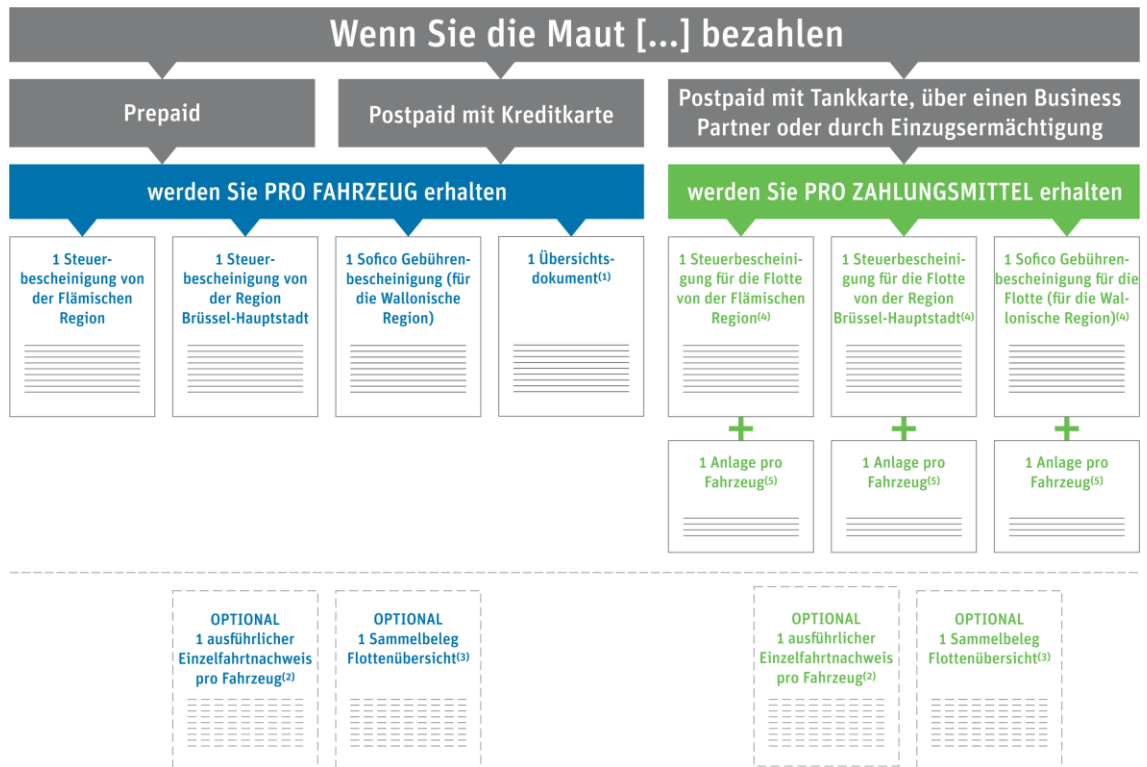 Wenn Sie die Maut [...] bezahlen
Prepaid
Postpaid mit Kreditkarte
Postpaid mit Tankkarte, über einen Business
Partner oder durch Einzugsermächtigung
werden Sie PRO FAHRZEUG erhalten
werden Sie PRO ZAHLUNGSMITTEL erhalten
1 Steuer-
bescheinigung von
der Flämischen
Region
1 Steuer-
bescheinigung von
der Region
Brüssel-Hauptstadt
1 Sofico Gebühren-
bescheinigung (für
die Wallonische
Region)
1 Übersichts-
dokument(1)
1 Steuerbescheini-
gung für die Flotte
von der Flämischen
Region(4)
1 Steuerbescheini-
gung für die Flotte
von der Region
Brüssel-Hauptstadt(4)
1 Sofico Gebühren-
bescheinigung für die
Flotte (für die Wal-
lonische Region)(4)
+
+
+
1 Anlage pro
Fahrzeug(5)
1 Anlage pro
Fahrzeug(5)
1 Anlage pro
Fahrzeug(5)
OPTIONAL
1 ausführlicher
Einzelfahrtnachweis
pro Fahrzeug(2)
OPTIONAL
1 Sammelbeleg
Flottenübersicht(3)
OPTIONAL
1 ausführlicher
Einzelfahrtnachweis
pro Fahrzeug(2)
OPTIONAL
1 Sammelbeleg
Flottenübersicht(3)